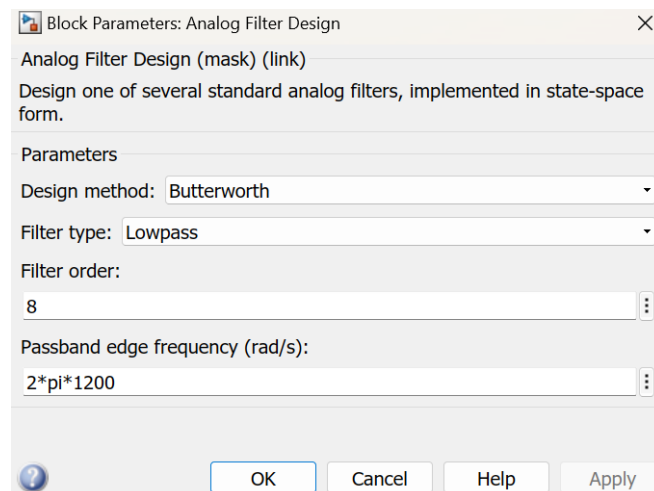 Block Parameters: Analog Filter Design
Analog Filter Design (mask) (link)
Design one of several standard analog filters, implemented in state-space
form.
Parameters
Design method: Butterworth
Filter type: Lowpass
Filter order:
8
Passband edge frequency (rad/s):
2*pi*1200
OK Cancel Help Apply